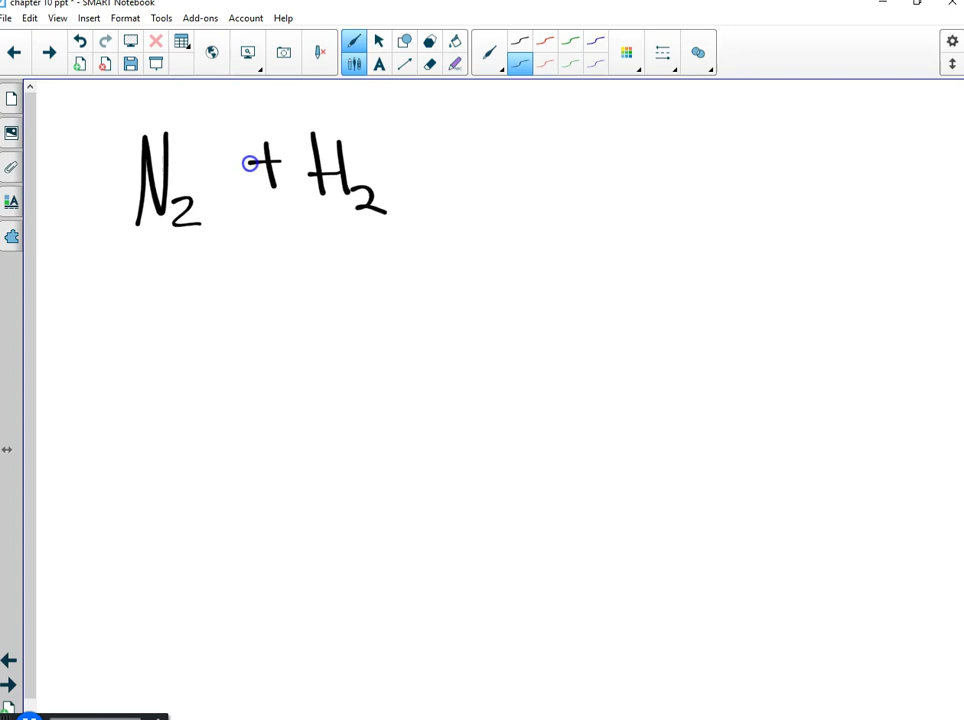 chapter 10 ppt * - SMART Notebook
File Edit View Insert Format Tools Add-ons Account Help
N₂ + H₂